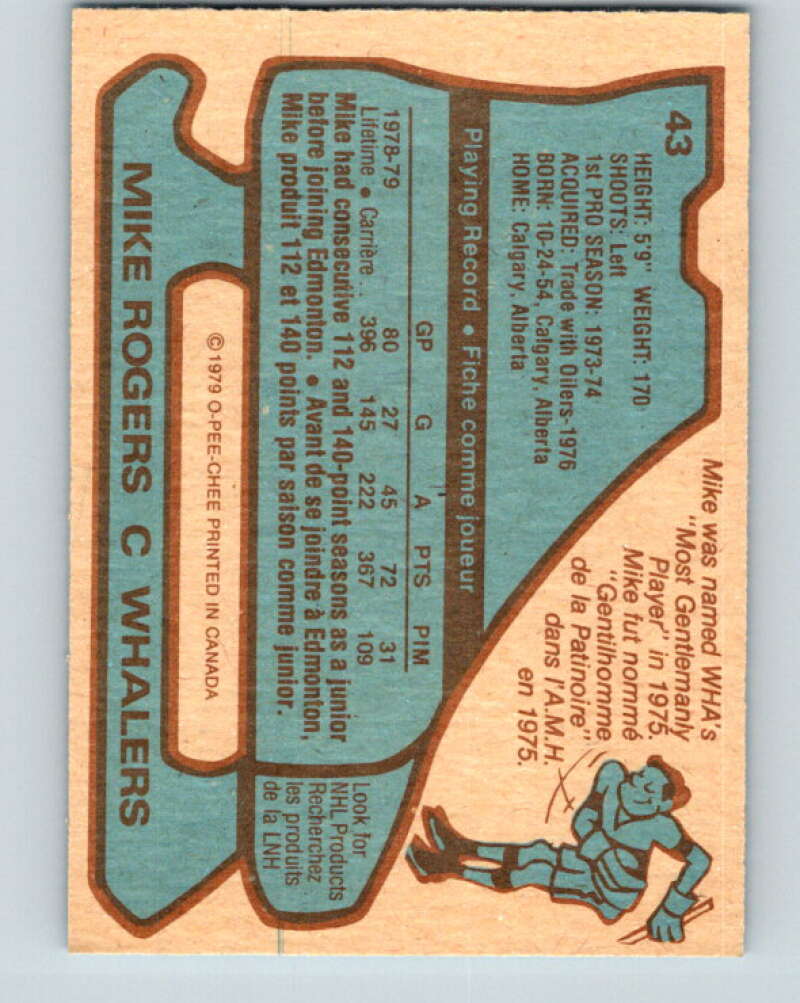 43
HEIGHT: 5'9" WEIGHT: 170
SHOOTS: Left
1st PRO SEASON: 1973-74
ACQUIRED: Trade with Oilers-1976
BORN: 10-24-54, Calgary, Alberta
HOME: Calgary, Alberta
Mike was named WHA's
"Most Gentlemanly
Player" in 1975.
Mike fut nommé
"Gentilhomme
de la Patinoire"
dans l'A.M.H.
en 1975.
Playing Record • Fiche comme joueur
GP G A PTS PIM
1978-79 80 27 45 72 31
Lifetime • Carrière ... 396 145 222 367 109
Mike had consecutive 112 and 140-point seasons as a junior
before joining Edmonton. • Avant de se joindre à Edmonton,
Mike produit 112 et 140 points par saison comme junior.
Look for
NHL Products
Recherchez
les produits
de la LNH
© 1979 O-PEE-CHEE PRINTED IN CANADA
MIKE ROGERS C WHALERS